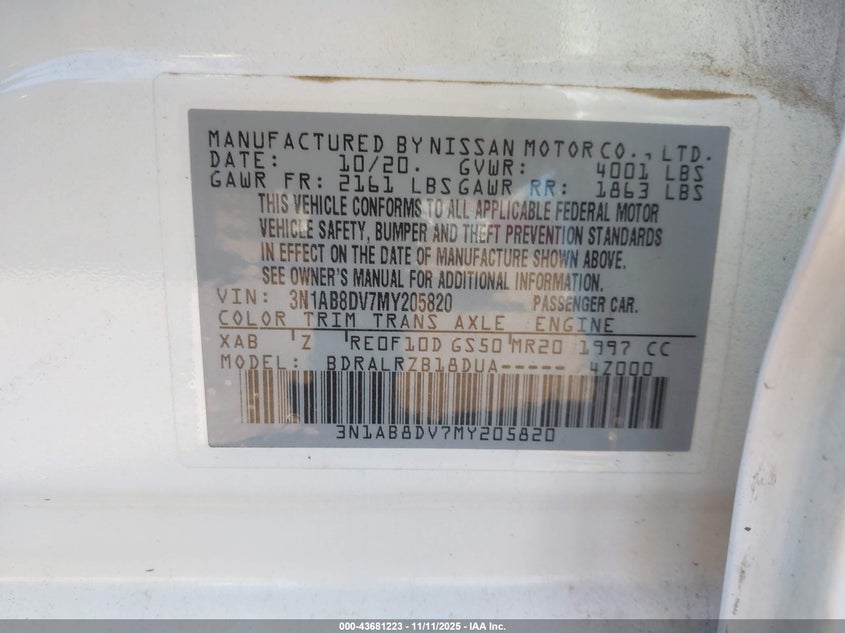 MANUFACTURED BY NISSAN MOTOR CO., LTD.
DATE: 10/20. GVWR: 4001 LBS
GAWR FR: 2161 LBS GAWR RR: 1863 LBS
THIS VEHICLE CONFORMS TO ALL APPLICABLE FEDERAL MOTOR
VEHICLE SAFETY, BUMPER AND THEFT PREVENTION STANDARDS
IN EFFECT ON THE DATE OF MANUFACTURE SHOWN ABOVE.
SEE OWNER'S MANUAL FOR ADDITIONAL INFORMATION.
VIN: 3N1AB8DV7MY205820 PASSENGER CAR.
COLOR TRIM TRANS AXLE ENGINE
XAB Z RE0F10D GS50 MR20 1997 CC
MODEL: BDRALRZB18DUA----- 4Z000
3N1AB8DV7MY205820
000-43681223 - 11/11/2025 - IAA Inc.